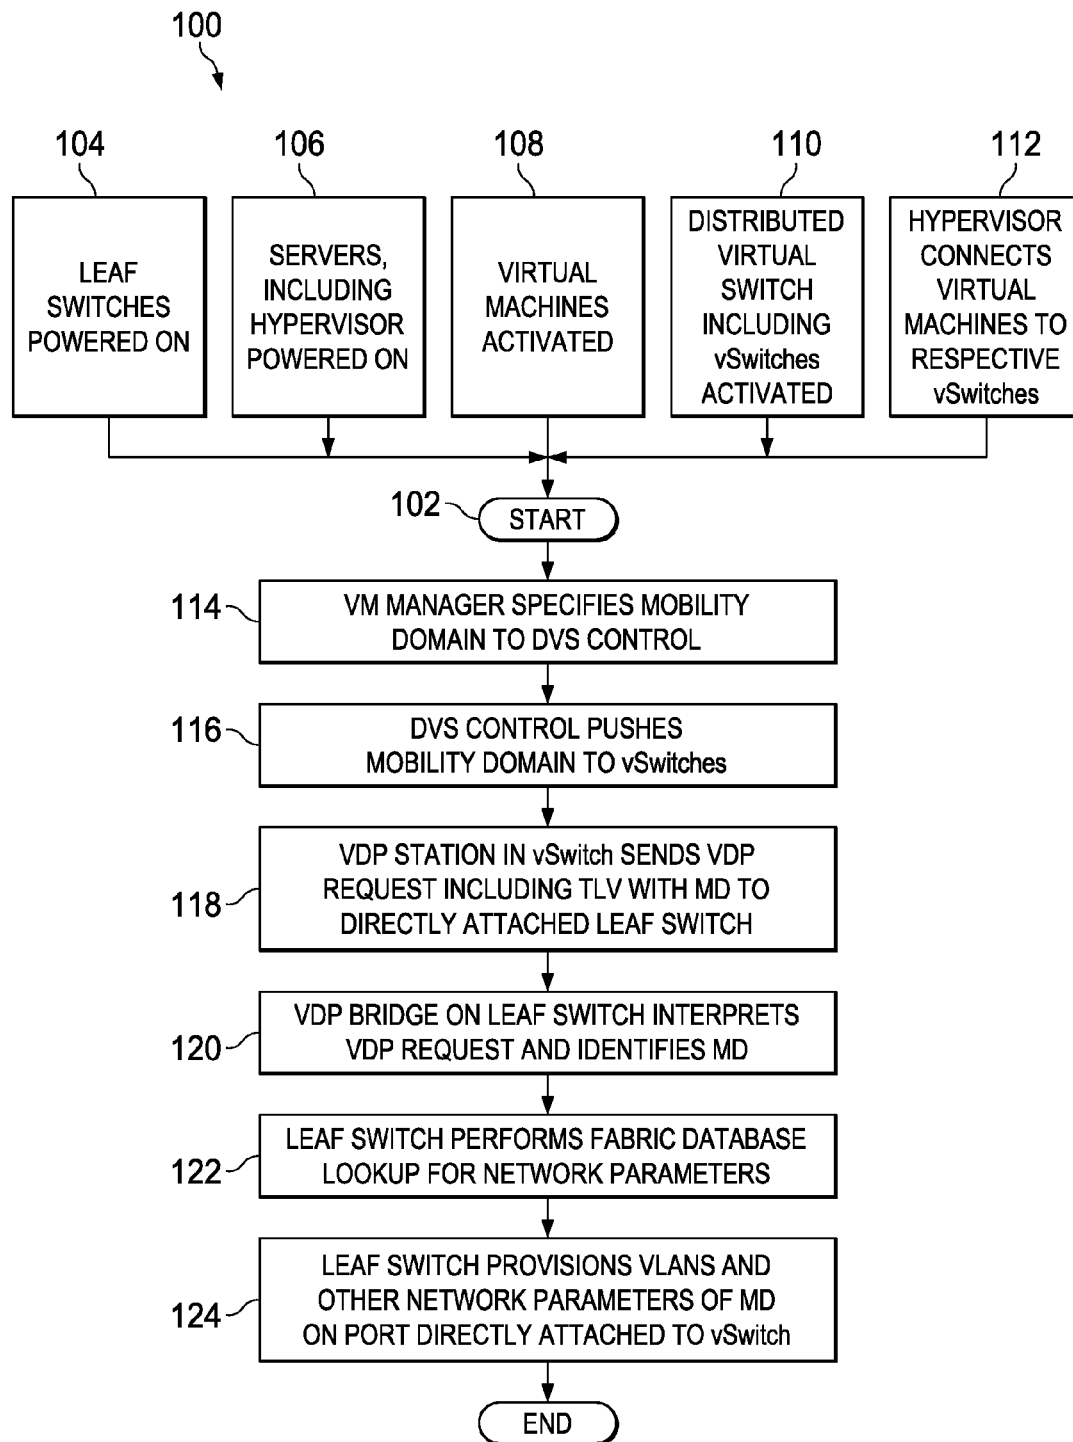 100
104
106
108
110
112
LEAF
SWITCHES
POWERED ON
SERVERS,
INCLUDING
HYPERVISOR
POWERED ON
VIRTUAL
MACHINES
ACTIVATED
DISTRIBUTED
VIRTUAL
SWITCH
INCLUDING
vSwitches
ACTIVATED
HYPERVISOR
CONNECTS
VIRTUAL
MACHINES TO
RESPECTIVE
vSwitches
102
START
114
VM MANAGER SPECIFIES MOBILITY
DOMAIN TO DVS CONTROL
116
DVS CONTROL PUSHES
MOBILITY DOMAIN TO vSwitches
118
VDP STATION IN vSwitch SENDS VDP
REQUEST INCLUDING TLV WITH MD TO
DIRECTLY ATTACHED LEAF SWITCH
120
VDP BRIDGE ON LEAF SWITCH INTERPRETS
VDP REQUEST AND IDENTIFIES MD
122
LEAF SWITCH PERFORMS FABRIC DATABASE
LOOKUP FOR NETWORK PARAMETERS
124
LEAF SWITCH PROVISIONS VLANS AND
OTHER NETWORK PARAMETERS OF MD
ON PORT DIRECTLY ATTACHED TO vSwitch
END